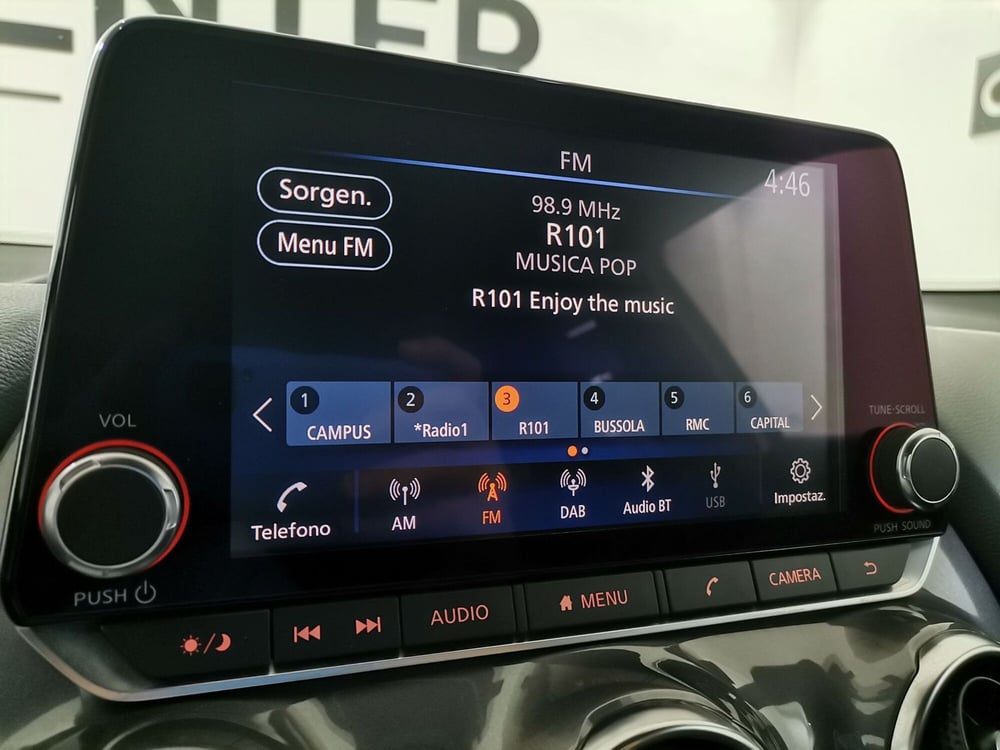 FM
4:46
Sorgen.
Menu FM
98.9 MHz
R101
MUSICA POP
R101 Enjoy the music
1 CAMPUS
2 *Radio1
3 R101
4 BUSSOLA
5 RMC
6 CAPITAL
Telefono
AM
FM
DAB
Audio BT
USB
Impostaz.
VOL
PUSH
TUNE·SCROLL
PUSH SOUND
AUDIO
MENU
CAMERA